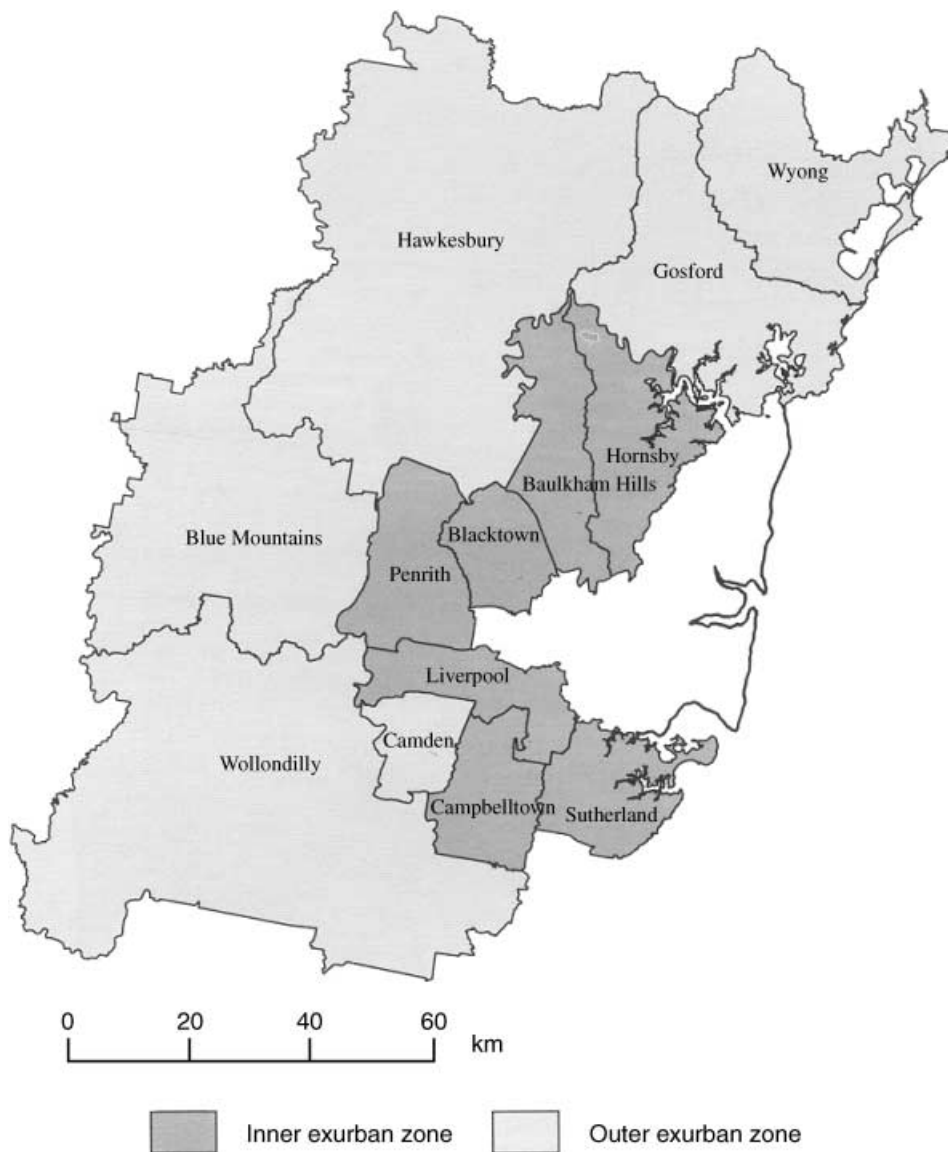 Wyong
Hawkesbury
Gosford
Hornsby
Baulkham Hills
Blacktown
Blue Mountains
Penrith
Liverpool
Camden
Wollondilly
Campbelltown
Sutherland
0 20 40 60
km
Inner exurban zone Outer exurban zone